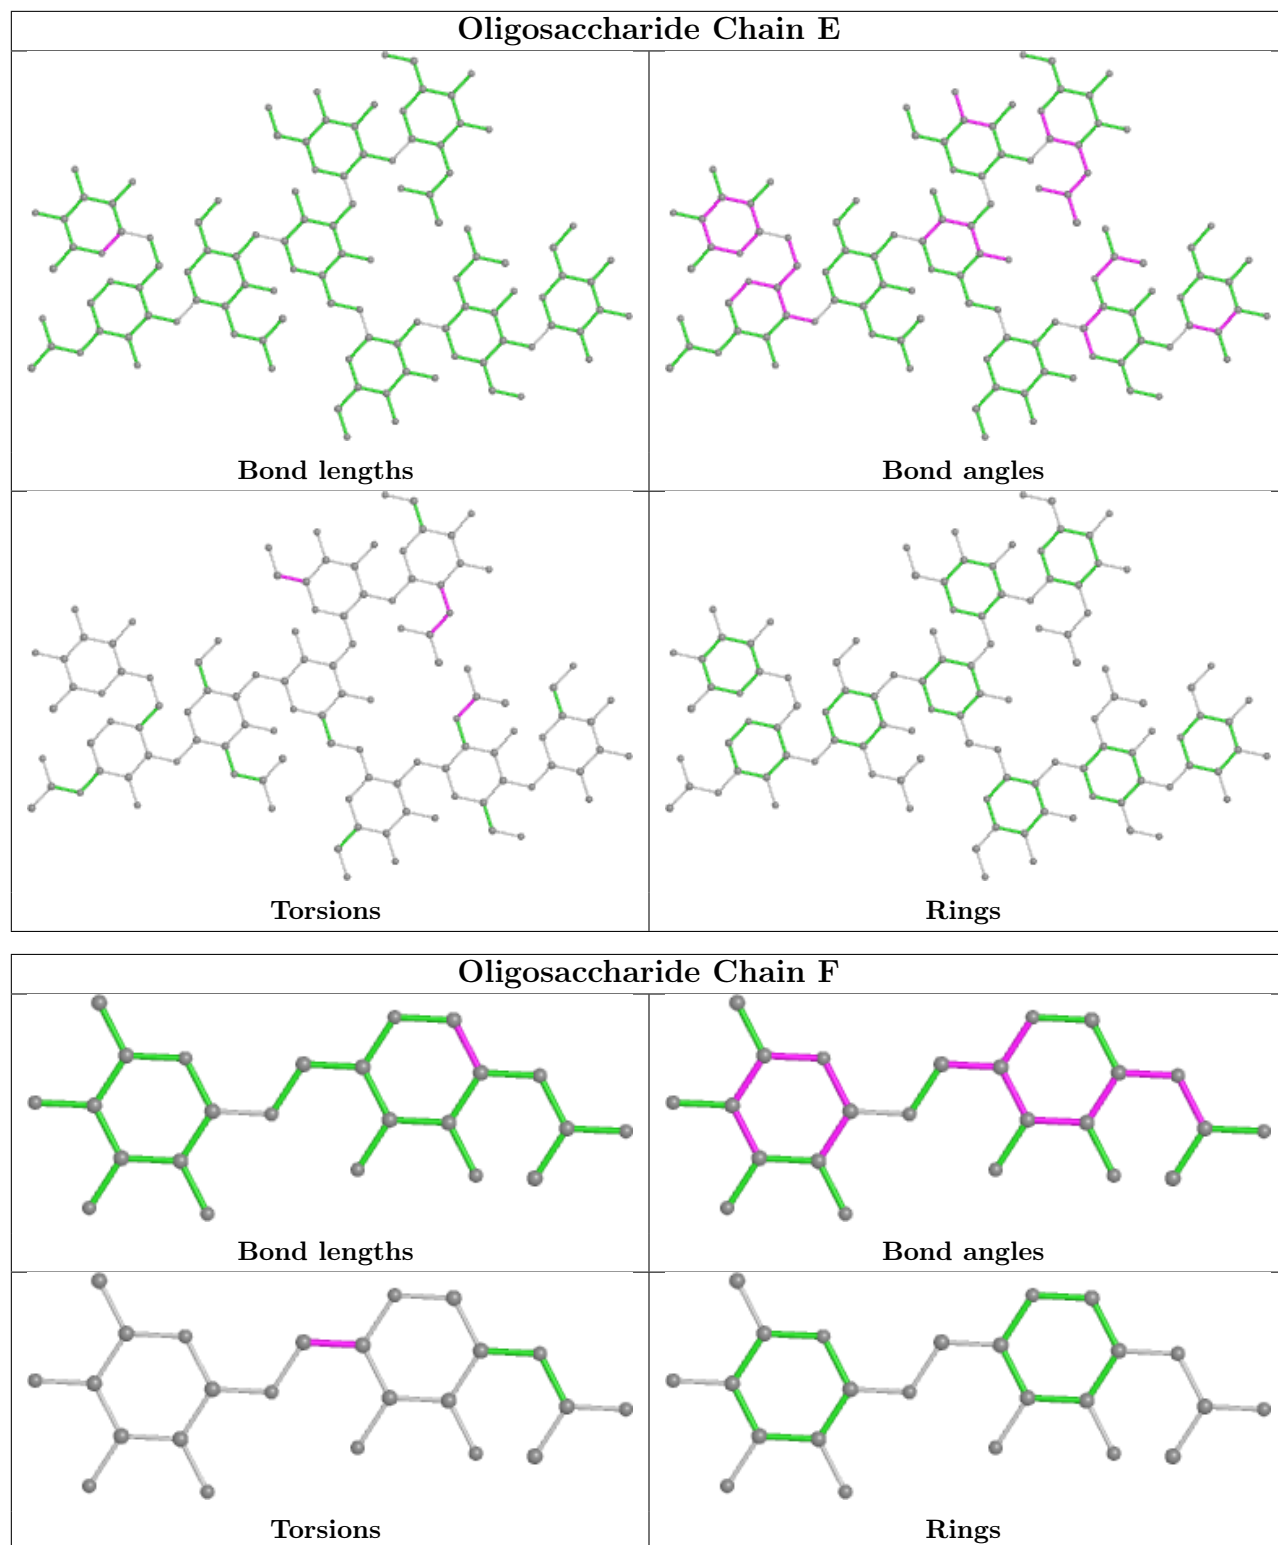 Oligosaccharide Chain E
Bond lengths
Bond angles
Torsions
Rings
Oligosaccharide Chain F
Bond lengths
Bond angles
Torsions
Rings